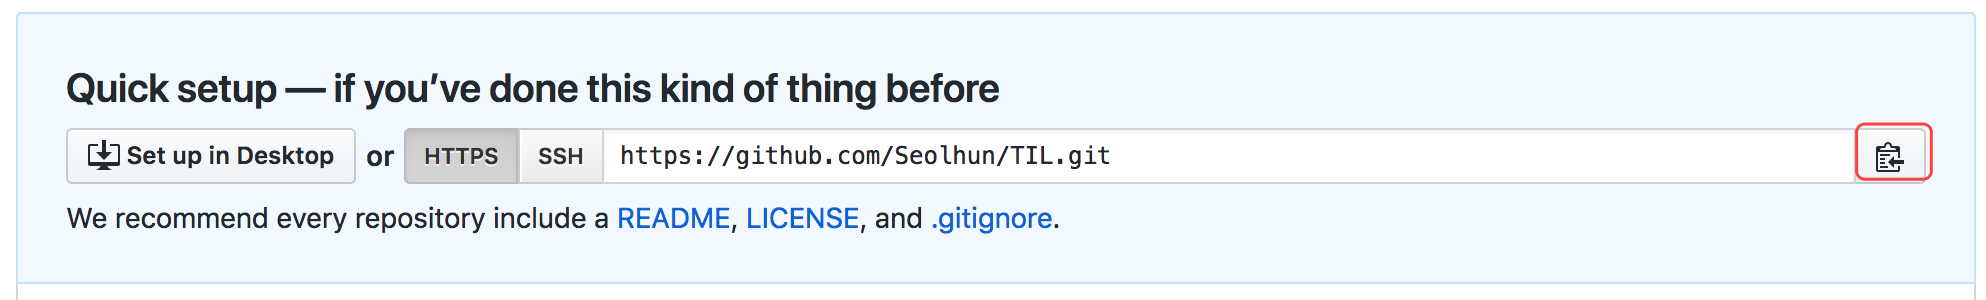 Quick setup — if you’ve done this kind of thing before
Set up in Desktop or HTTPS SSH https://github.com/Seolhun/TIL.git
We recommend every repository include a README, LICENSE, and .gitignore.